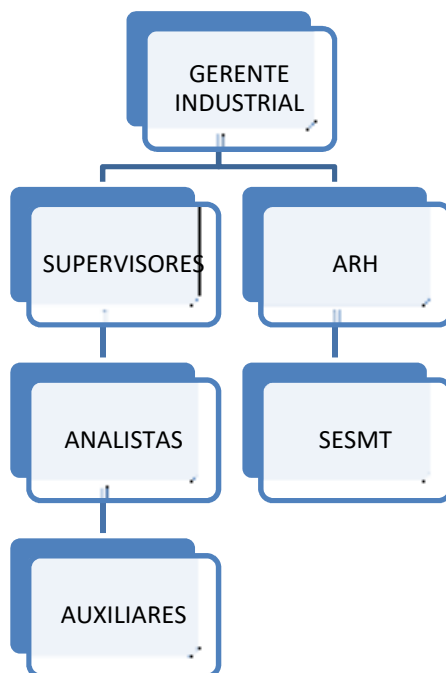 GERENTE
INDUSTRIAL
SUPERVISORES
ARH
ANALISTAS
SESMT
AUXILIARES